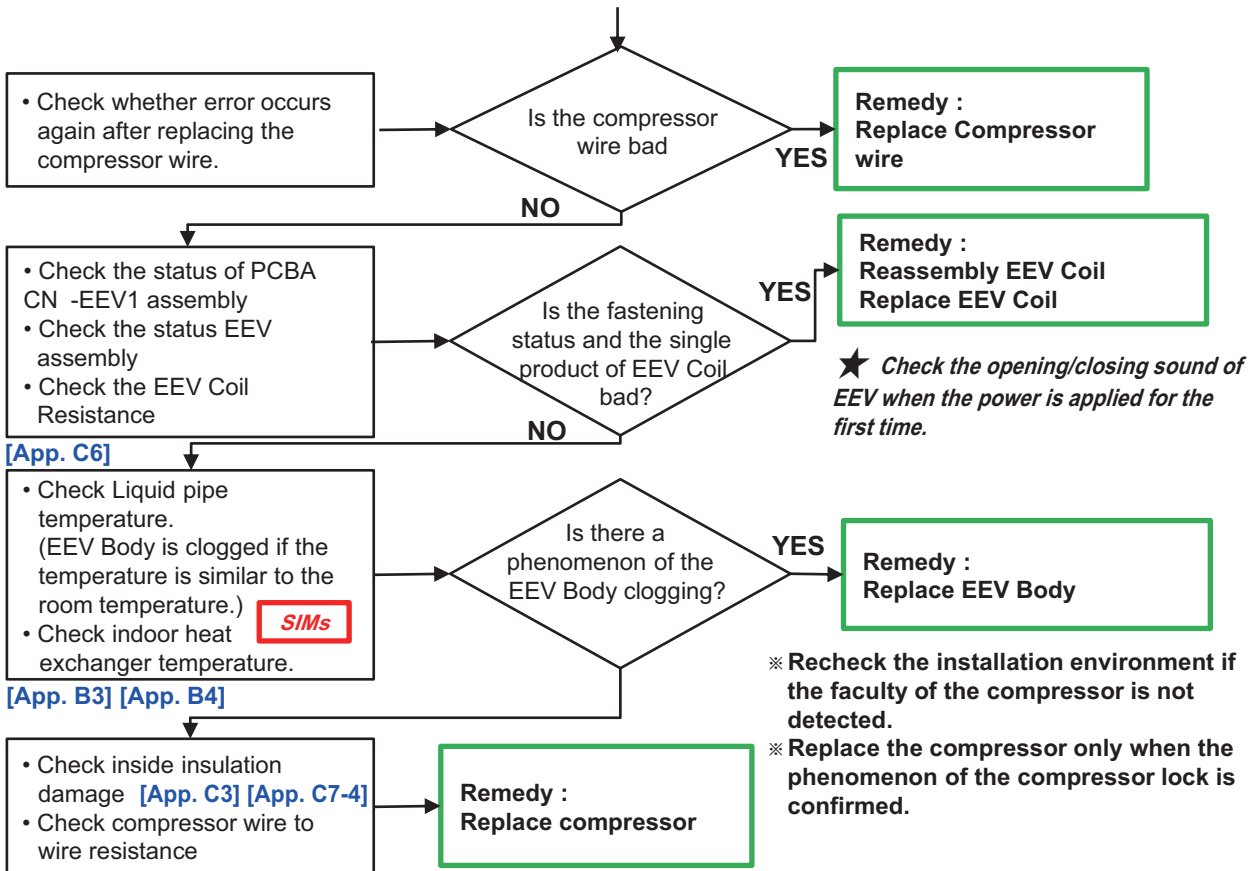 • Check whether error occurs
again after replacing the
compressor wire.
Is the compressor
wire bad
YES
Remedy :
Replace Compressor
wire
NO
• Check the status of PCBA
CN -EEV1 assembly
• Check the status EEV
assembly
• Check the EEV Coil
Resistance
[App. C6]
Is the fastening
status and the single
product of EEV Coil
bad?
YES
Remedy :
Reassembly EEV Coil
Replace EEV Coil
★ Check the opening/closing sound of
EEV when the power is applied for the
first time.
NO
• Check Liquid pipe
temperature.
(EEV Body is clogged if the
temperature is similar to the
room temperature.)
SIMs
• Check indoor heat
exchanger temperature.
[App. B3] [App. B4]
Is there a
phenomenon of the
EEV Body clogging?
YES
Remedy :
Replace EEV Body
※ Recheck the installation environment if
the faculty of the compressor is not
detected.
※ Replace the compressor only when the
phenomenon of the compressor lock is
confirmed.
• Check inside insulation
damage [App. C3] [App. C7-4]
• Check compressor wire to
wire resistance
Remedy :
Replace compressor